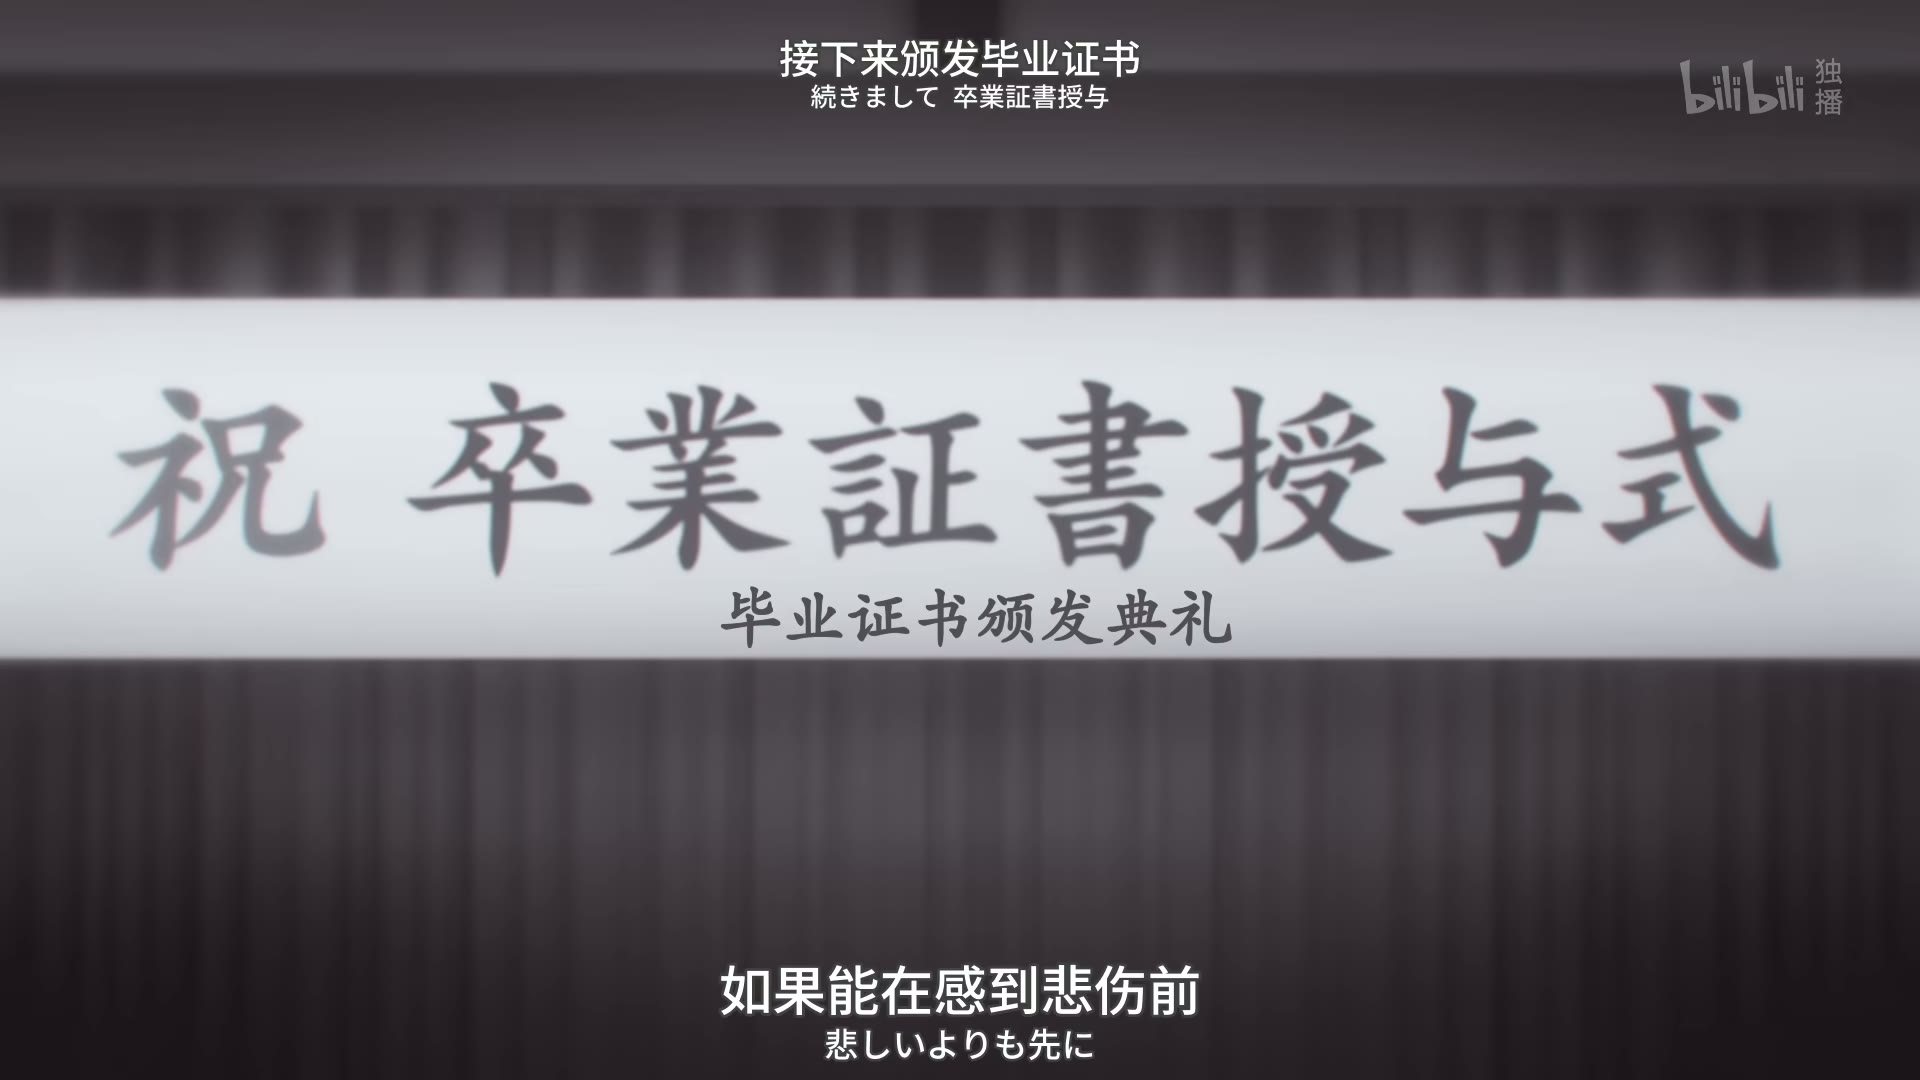 接下来颁发毕业证书
続きまして 卒業証書授与
bilibili 独播
祝 卒業証書授与式
毕业证书颁发典礼
如果能在感到悲伤前
悲しいよりも先に